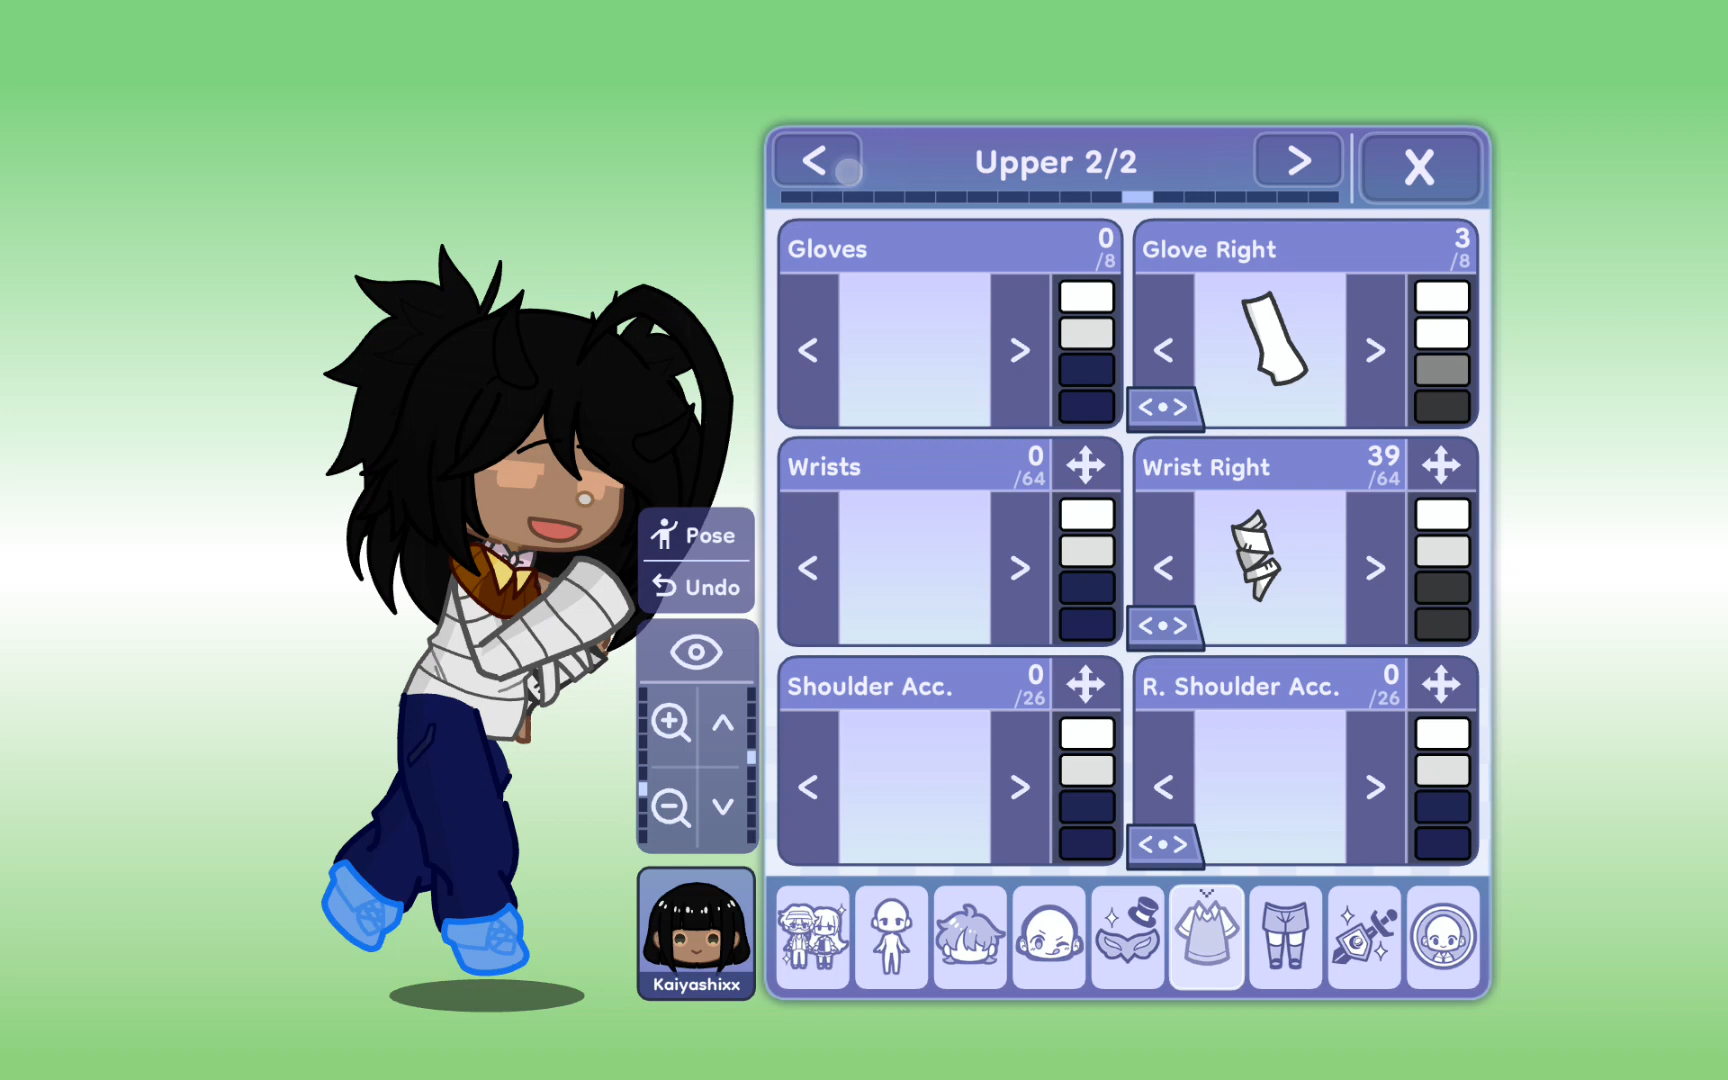 Upper 2/2
X
Gloves 0/8
Glove Right 3/8
Wrists 0/64
Wrist Right 39/64
Shoulder Acc. 0/26
R. Shoulder Acc. 0/26
Pose
Undo
Kaiyashixx